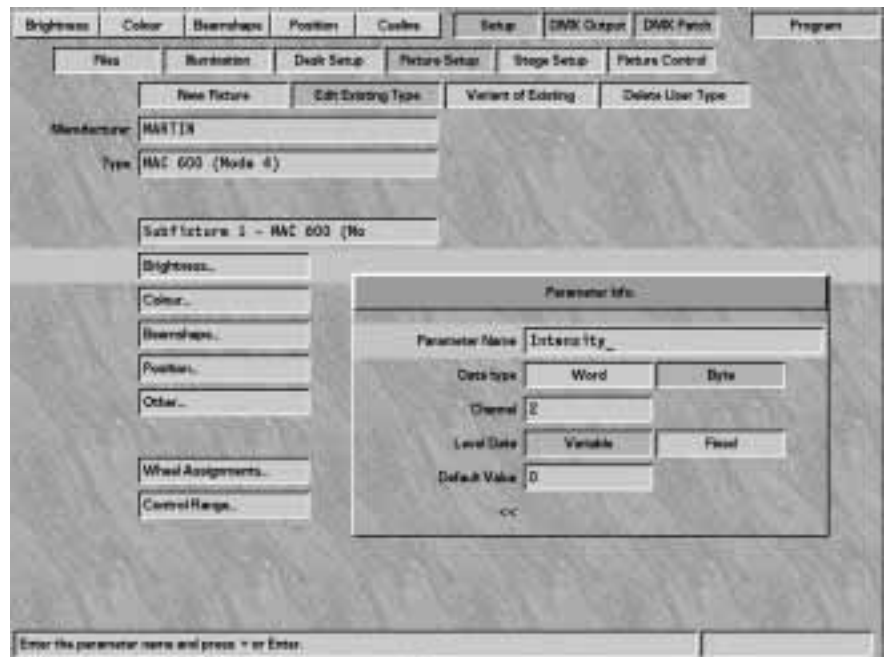 Brightness Colour Beamshape Position Cuelines Setup DMX Output DMX Patch Program
Files Illumination Desk Setup Fixture Setup Stage Setup Fixture Control
New Fixture Edit Existing Type Variant of Existing Delete User Type
Manufacturer MARTIN
Type MAC 600 (Mode 4)
Subfixture 1 - MAC 600 (Mo
Brightness...
Colour...
Beamshape...
Position...
Other...
Wheel Assignments...
Control Range...
Parameter Info.
Parameter Name Intensity_
Data type Word Byte
Channel 2
Level Data Variable Fixed
Default Value 0
<<
Enter the parameter name and press + or Enter.